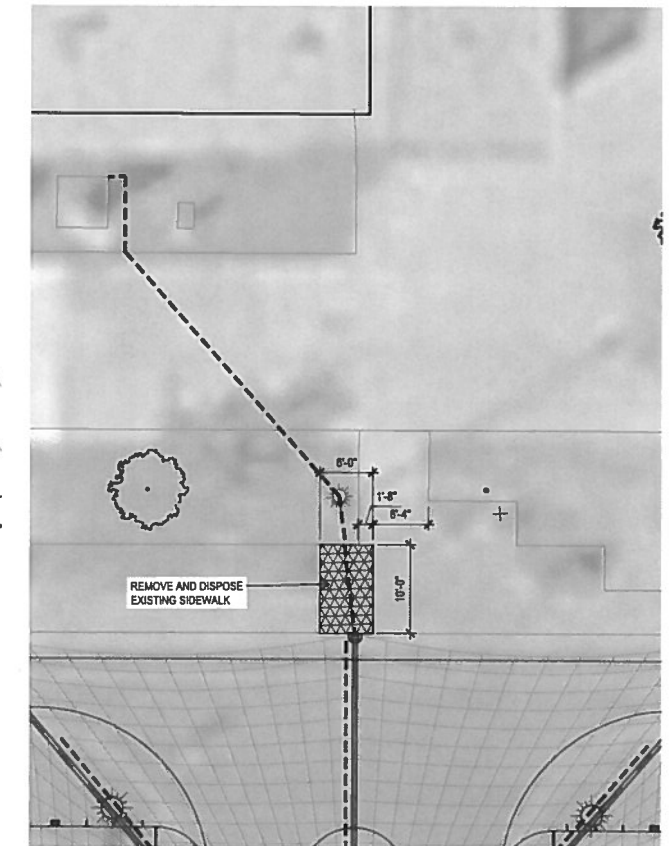 6'-0"
1'-8"
6'-4"
10'-0"
REMOVE AND DISPOSE
EXISTING SIDEWALK